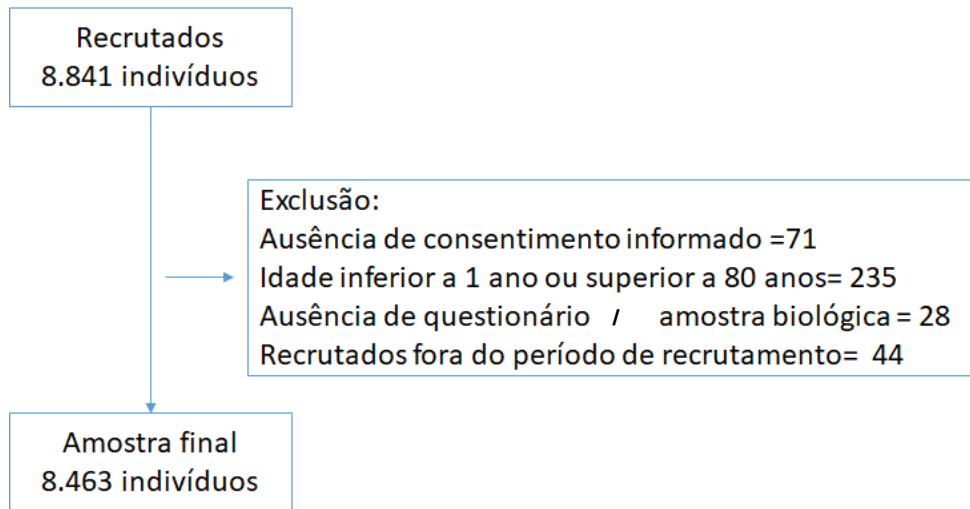 Recrutados
8.841 indivíduos
Exclusão:
Ausência de consentimento informado =71
Idade inferior a 1 ano ou superior a 80 anos= 235
Ausência de questionário / amostra biológica = 28
Recrutados fora do período de recrutamento= 44
Amostra final
8.463 indivíduos